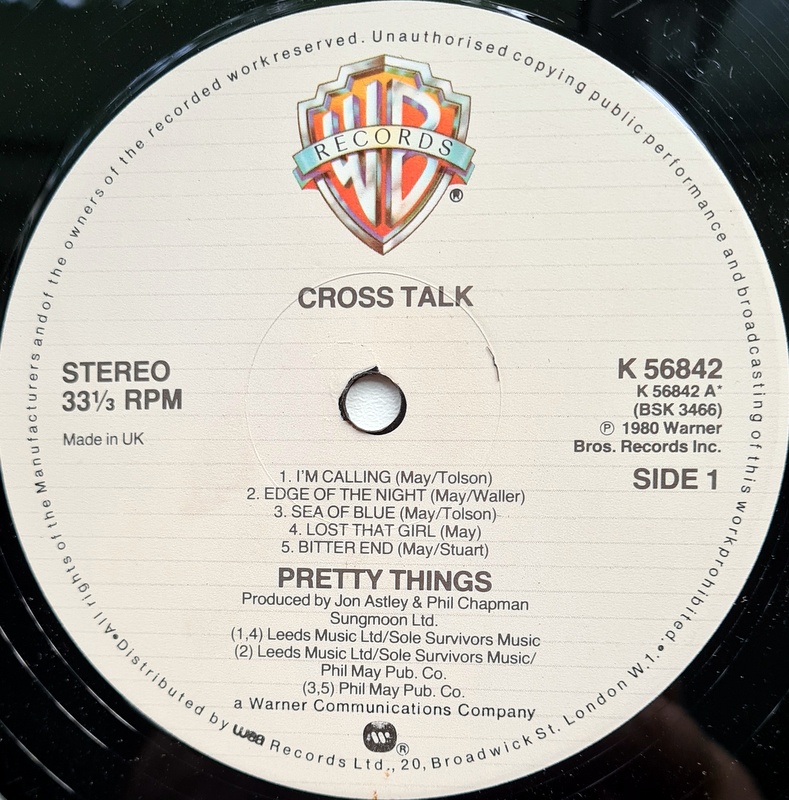 All rights of the Manufacturers and of the owners of the recorded work reserved. Unauthorised copying public performance and broadcasting of this work prohibited.
WB
RECORDS
®
CROSS TALK
STEREO
33⅓ RPM
Made in UK
K 56842
K 56842 A*
(BSK 3466)
℗ 1980 Warner
Bros. Records Inc.
SIDE 1
1. I'M CALLING (May/Tolson)
2. EDGE OF THE NIGHT (May/Waller)
3. SEA OF BLUE (May/Tolson)
4. LOST THAT GIRL (May)
5. BITTER END (May/Stuart)
PRETTY THINGS
Produced by Jon Astley & Phil Chapman
Sungmoon Ltd.
(1,4) Leeds Music Ltd/Sole Survivors Music
(2) Leeds Music Ltd/Sole Survivors Music/
Phil May Pub. Co.
(3,5) Phil May Pub. Co.
a Warner Communications Company
®
•Distributed by wea Records Ltd., 20, Broadwick St. London W.1.•